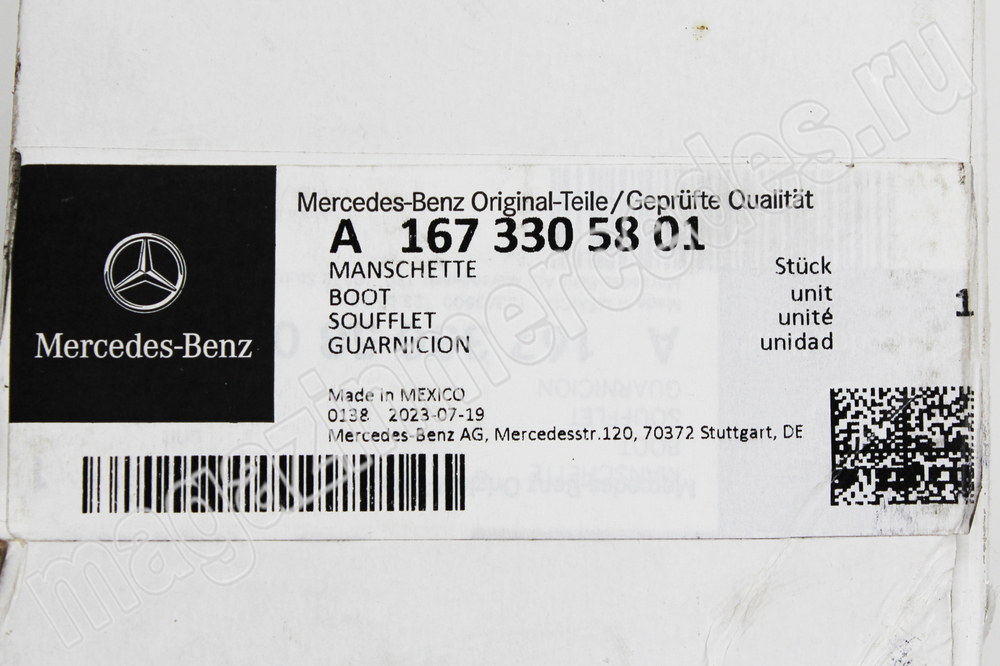 Mercedes-Benz Original-Teile/Geprüfte Qualität
A 167 330 58 01
MANSCHETTE Stück
BOOT unit 1
SOUFFLET unité
GUARNICION unidad
Mercedes-Benz
Made in MEXICO
0138 2023-07-19
Mercedes-Benz AG, Mercedesstr.120, 70372 Stuttgart, DE
magazinmercedes.ru